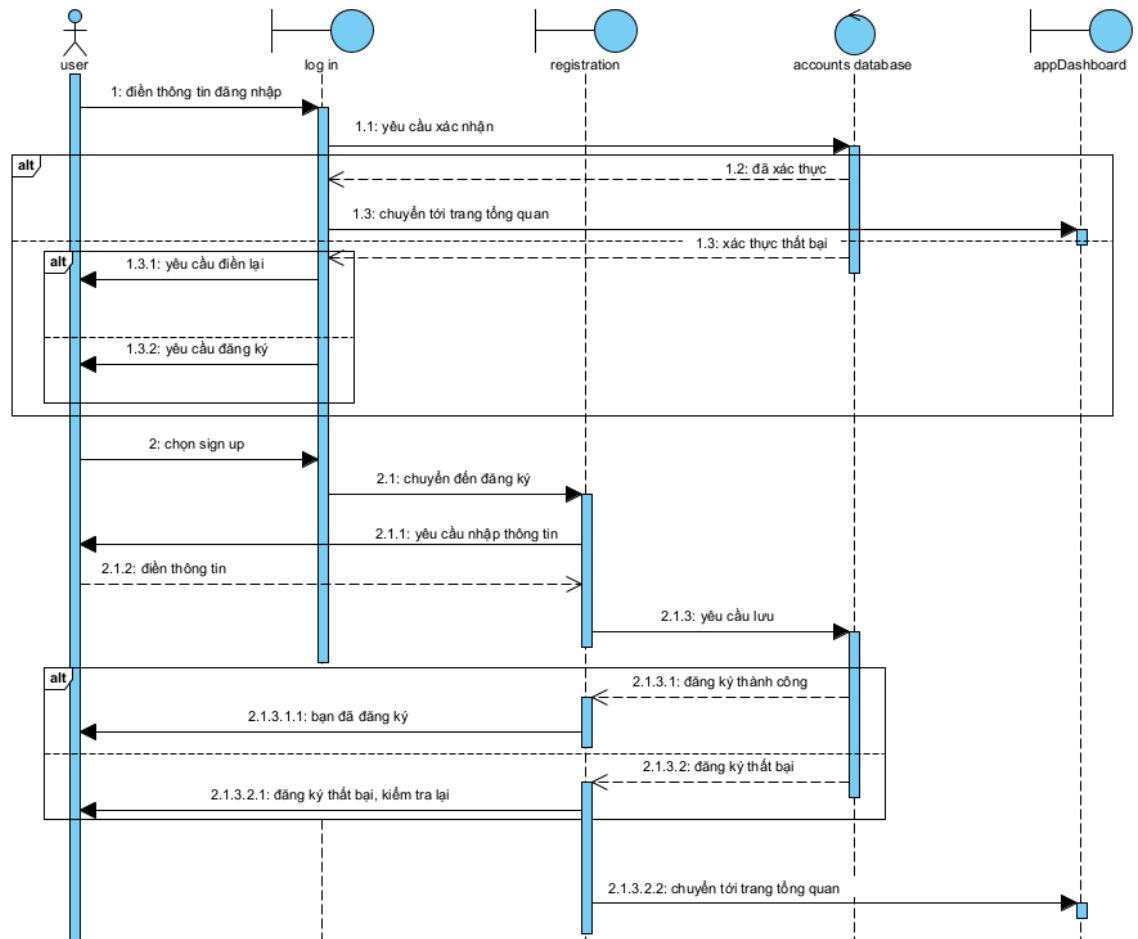 user
log in
registration
accounts database
appDashboard
1: điền thông tin đăng nhập
1.1: yêu cầu xác nhận
alt
1.2: đã xác thực
1.3: chuyển tới trang tổng quan
1.3: xác thực thất bại
alt
1.3.1: yêu cầu điền lại
1.3.2: yêu cầu đăng ký
2: chọn sign up
2.1: chuyển đến đăng ký
2.1.1: yêu cầu nhập thông tin
2.1.2: điền thông tin
2.1.3: yêu cầu lưu
alt
2.1.3.1: đăng ký thành công
2.1.3.1.1: bạn đã đăng ký
2.1.3.2: đăng ký thất bại
2.1.3.2.1: đăng ký thất bại, kiểm tra lại
2.1.3.2.2: chuyển tới trang tổng quan